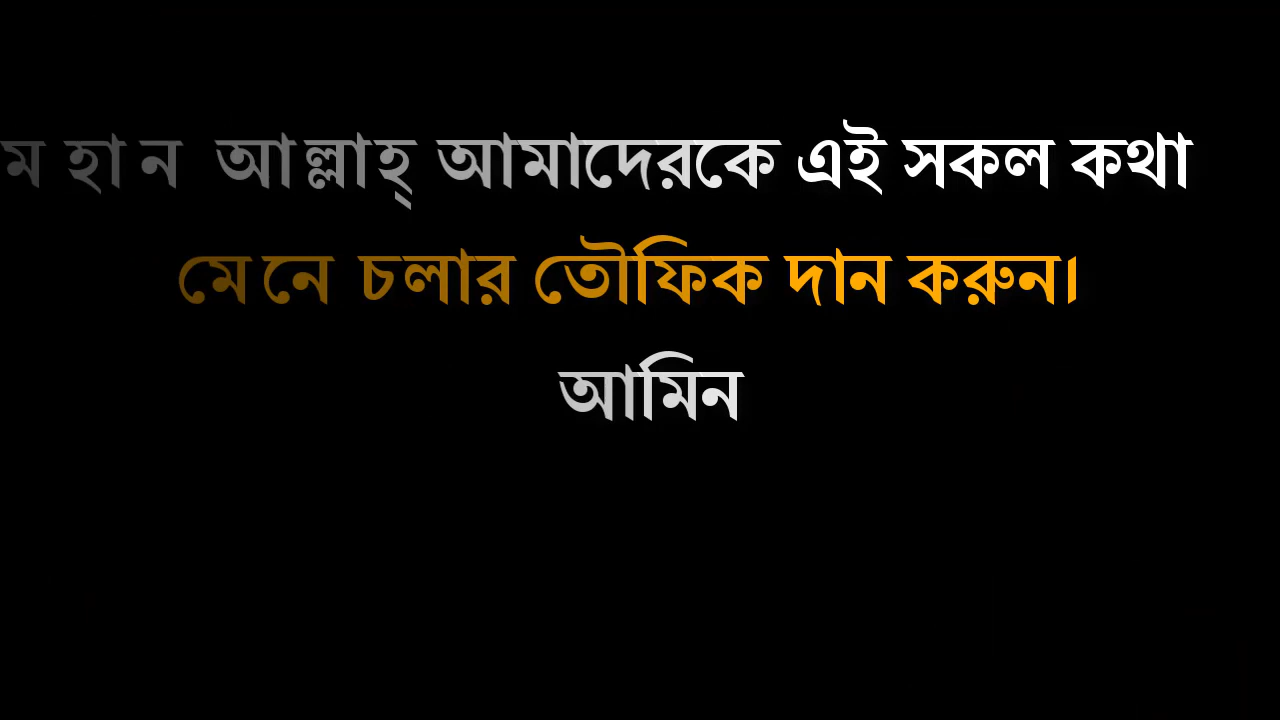 মহান আল্লাহ্ আমাদেরকে এই সকল কথা
মেনে চলার তৌফিক দান করুন।
আমিন